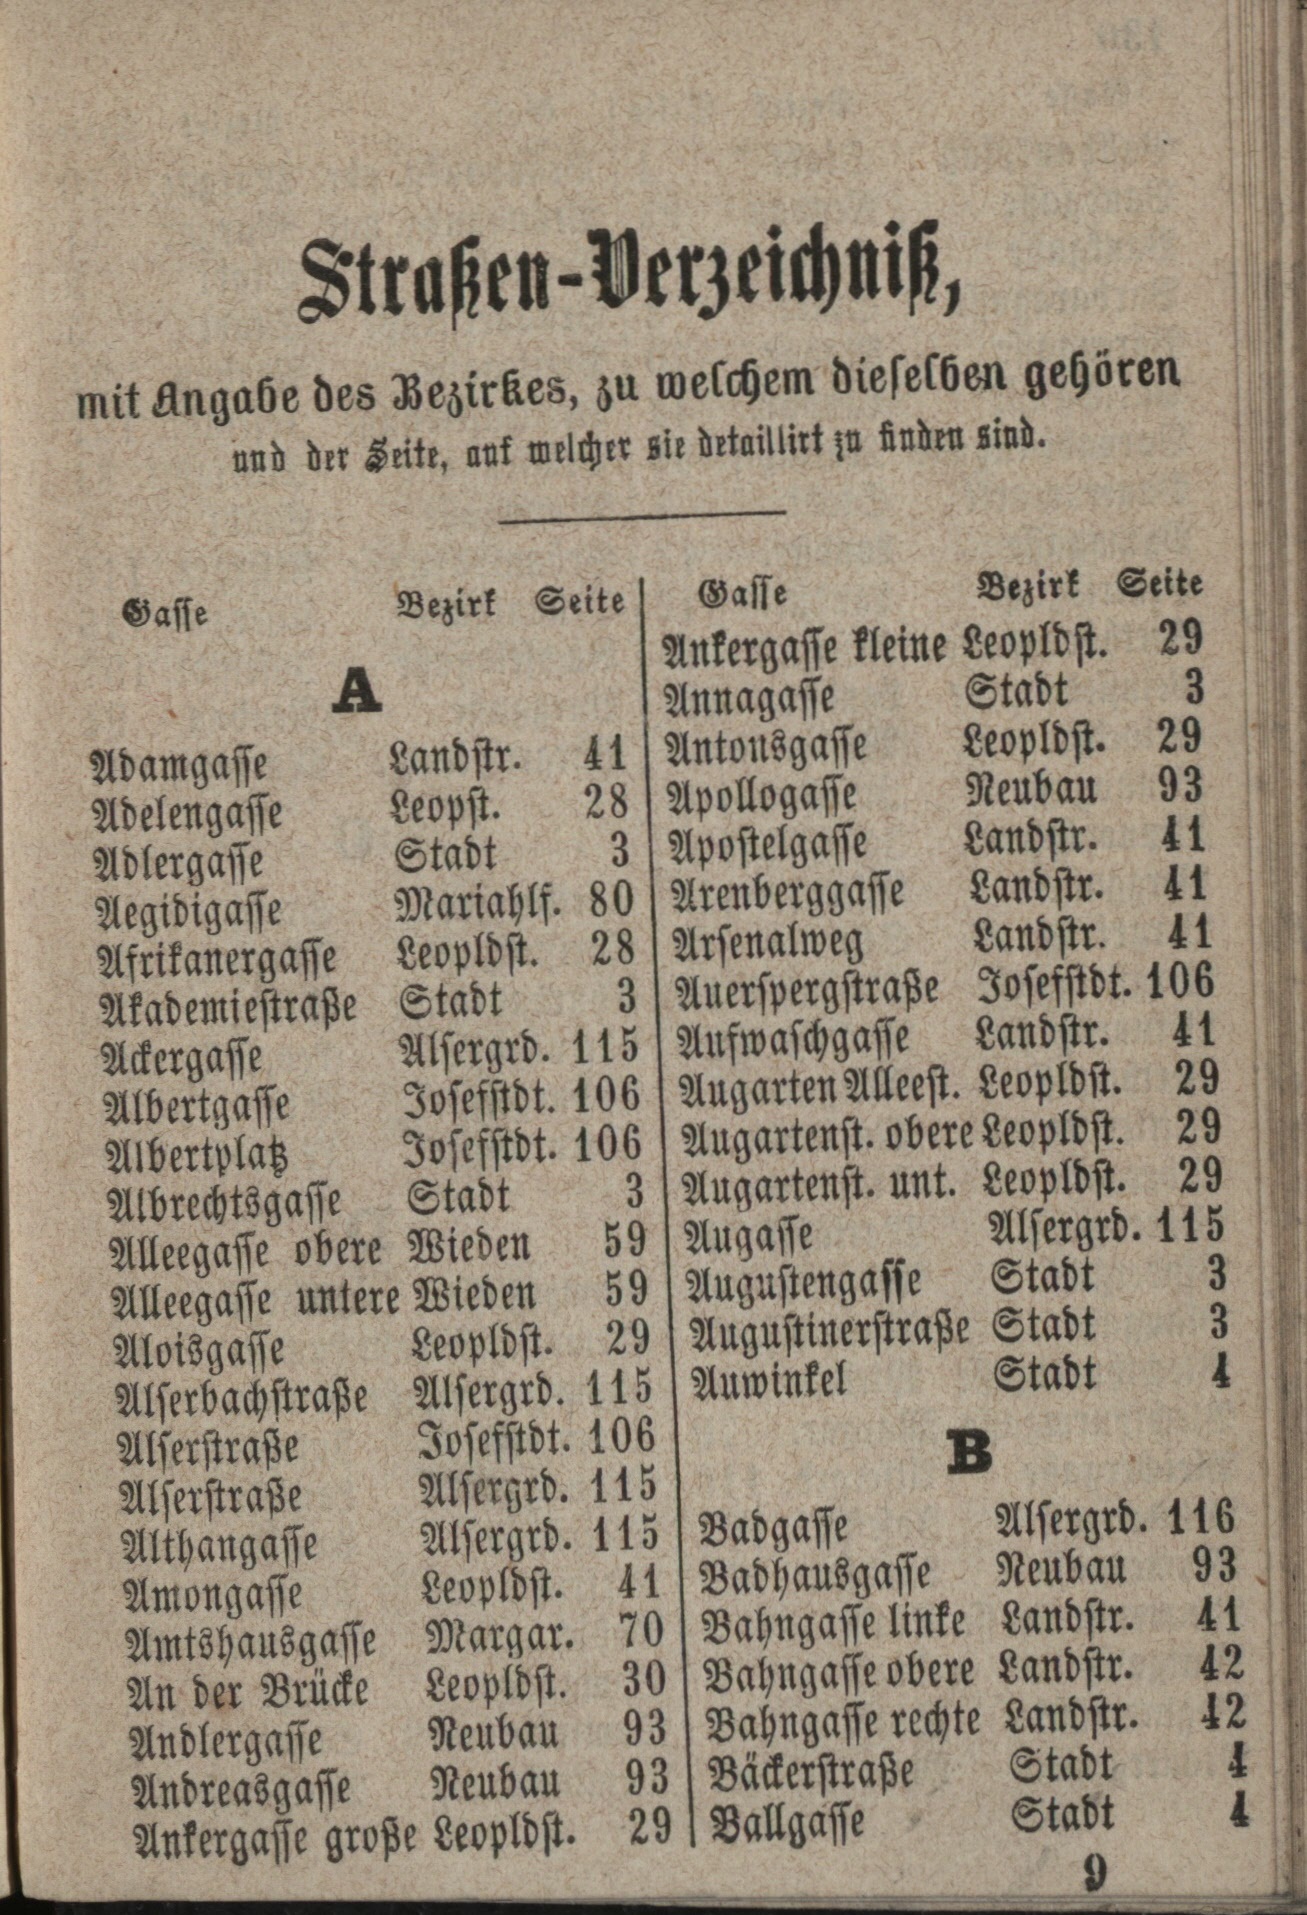 Straßen-Verzeichniß,
mit Angabe des Bezirkes, zu welchem dieselben gehören
und der Seite, auf welcher sie detaillirt zu finden sind.
Gasse Bezirk Seite
A
Adamgasse Landstr. 41
Adelengasse Leopst. 28
Adlergasse Stadt 3
Aegidigasse Mariahlf. 80
Afrikanergasse Leopldst. 28
Akademiestraße Stadt 3
Ackergasse Alsergrd. 115
Albertgasse Josefstdt. 106
Albertplatz Josefstdt. 106
Albrechtsgasse Stadt 3
Alleegasse obere Wieden 59
Alleegasse untere Wieden 59
Aloisgasse Leopldst. 29
Alserbachstraße Alsergrd. 115
Alserstraße Josefstdt. 106
Alserstraße Alsergrd. 115
Althangasse Alsergrd. 115
Amongasse Leopldst. 41
Amtshausgasse Margar. 70
An der Brücke Leopldst. 30
Andlergasse Neubau 93
Andreasgasse Neubau 93
Ankergasse große Leopldst. 29
Gasse Bezirk Seite
Ankergasse kleine Leopldst. 29
Annagasse Stadt 3
Antonsgasse Leopldst. 29
Apollogasse Neubau 93
Apostelgasse Landstr. 41
Arenberggasse Landstr. 41
Arsenalweg Landstr. 41
Auerspergstraße Josefstdt. 106
Aufwaschgasse Landstr. 41
Augarten Alleest. Leopldst. 29
Augartenst. obere Leopldst. 29
Augartenst. unt. Leopldst. 29
Augasse Alsergrd. 115
Augustengasse Stadt 3
Augustinerstraße Stadt 3
Auwinkel Stadt 4
B
Badgasse Alsergrd. 116
Badhausgasse Neubau 93
Bahngasse linke Landstr. 41
Bahngasse obere Landstr. 42
Bahngasse rechte Landstr. 42
Bäckerstraße Stadt 4
Ballgasse Stadt 4
9